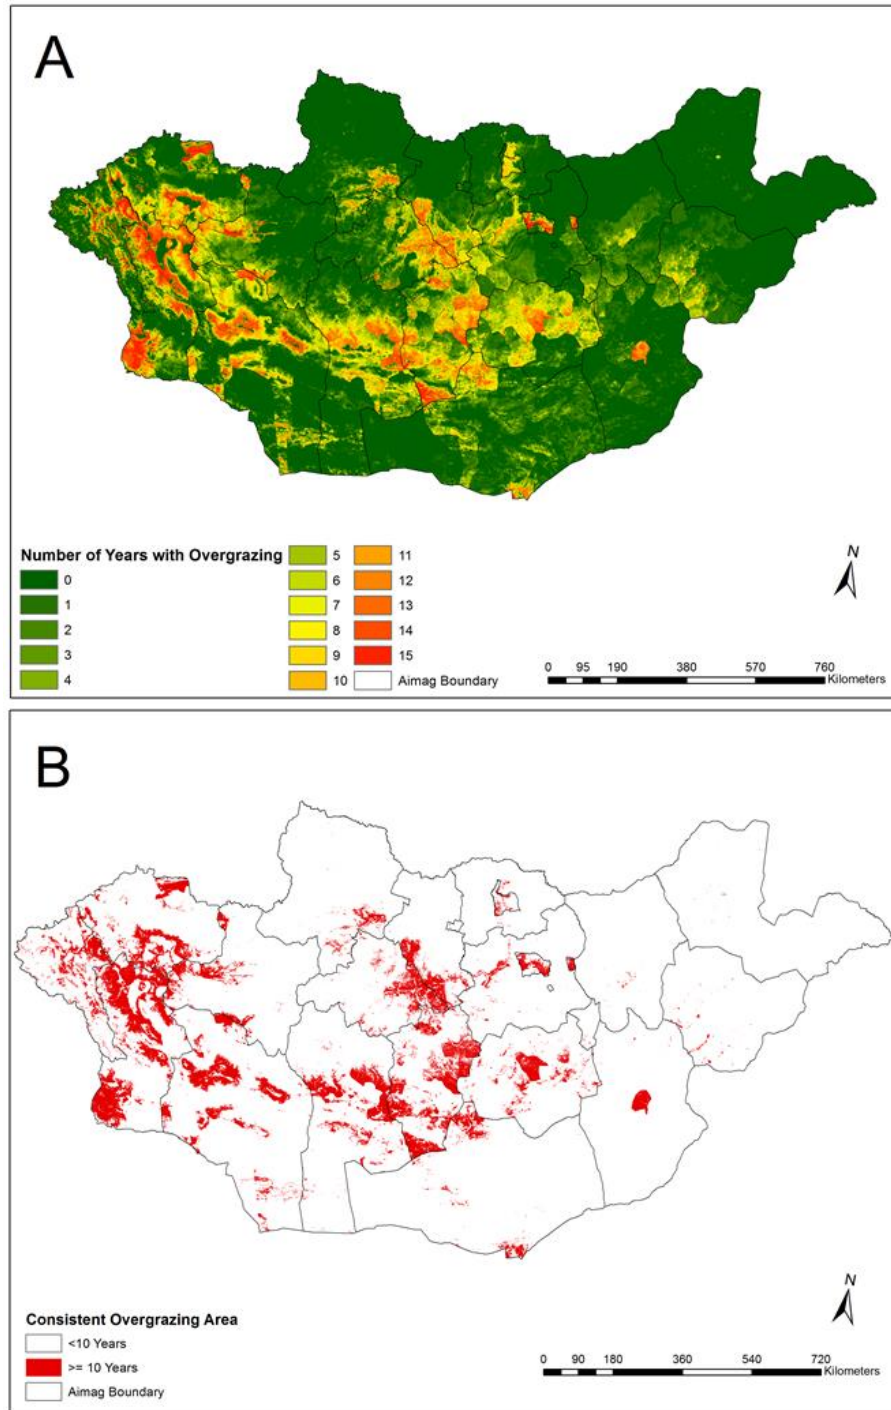 A
Number of Years with Overgrazing
0
1
2
3
4
5
6
7
8
9
10
11
12
13
14
15
Aimag Boundary
N
0 95 190 380 570 760
Kilometers
B
Consistent Overgrazing Area
<10 Years
>= 10 Years
Aimag Boundary
N
0 90 180 360 540 720
Kilometers